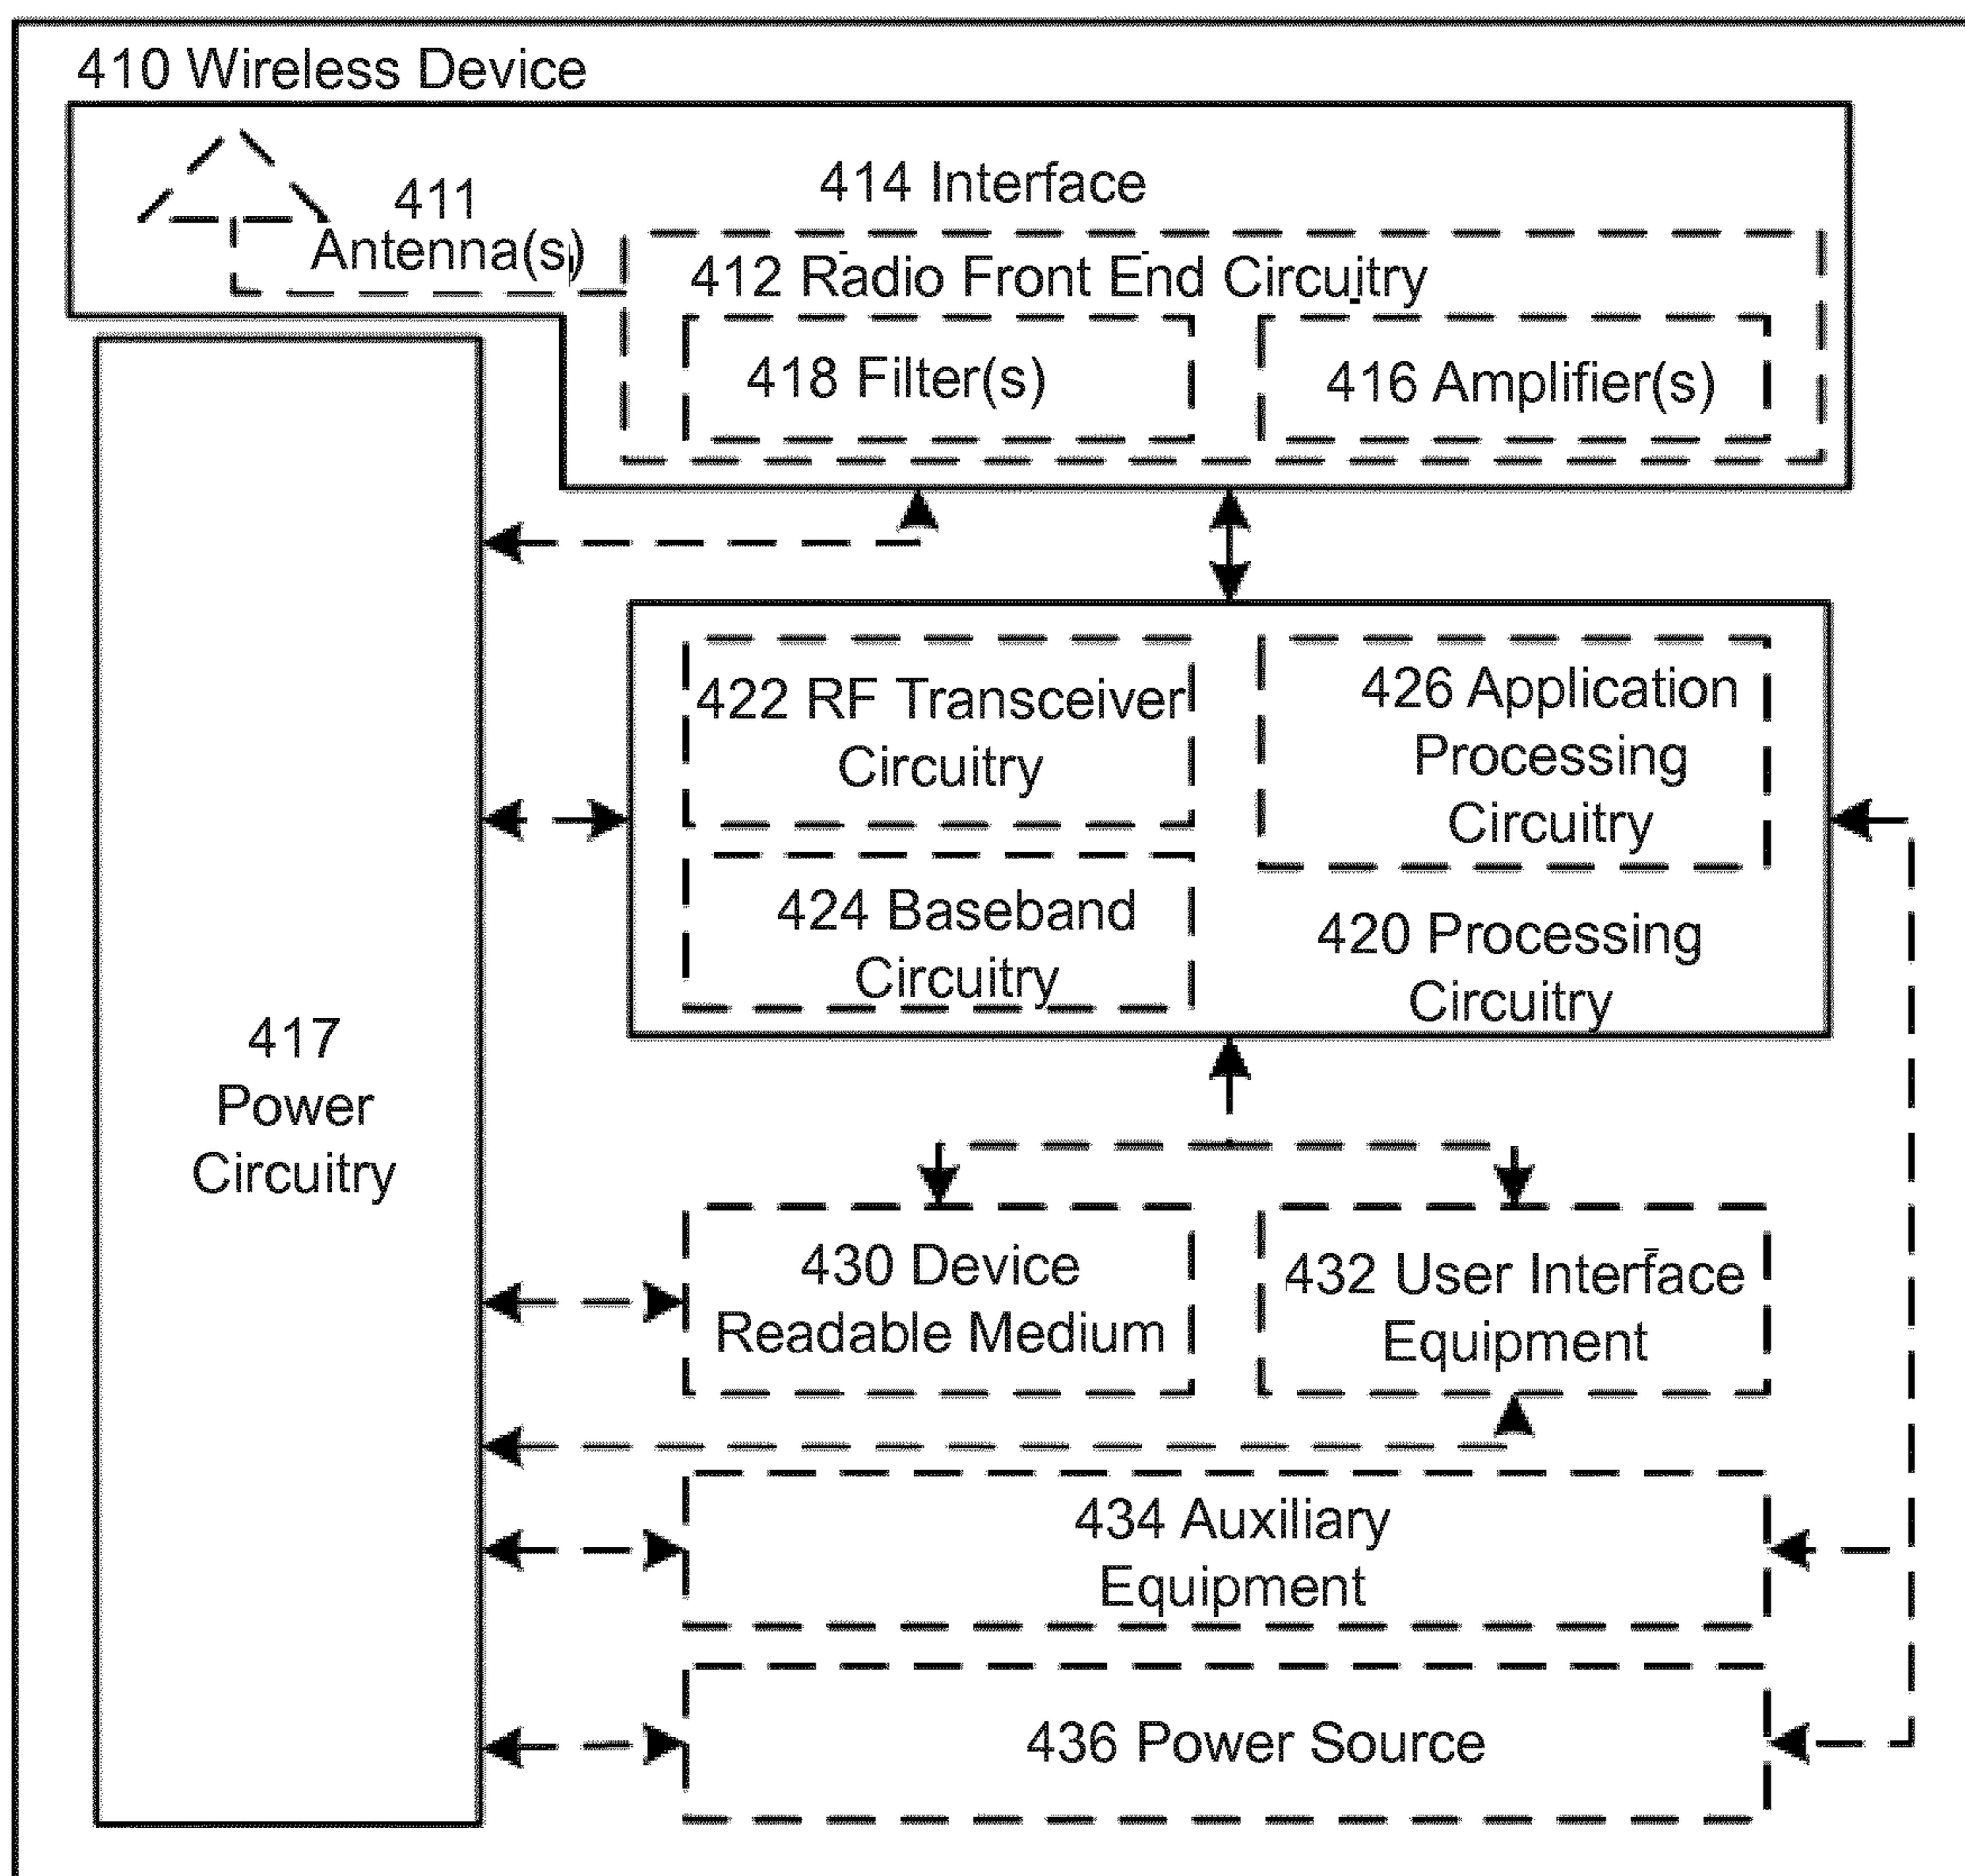 410 Wireless Device
411
Antenna(s)
414 Interface
412 Radio Front End Circuitry
418 Filter(s)
416 Amplifier(s)
422 RF Transceiver
Circuitry
426 Application
Processing
Circuitry
424 Baseband
Circuitry
420 Processing
Circuitry
417
Power
Circuitry
430 Device
Readable Medium
432 User Interface
Equipment
434 Auxiliary
Equipment
436 Power Source